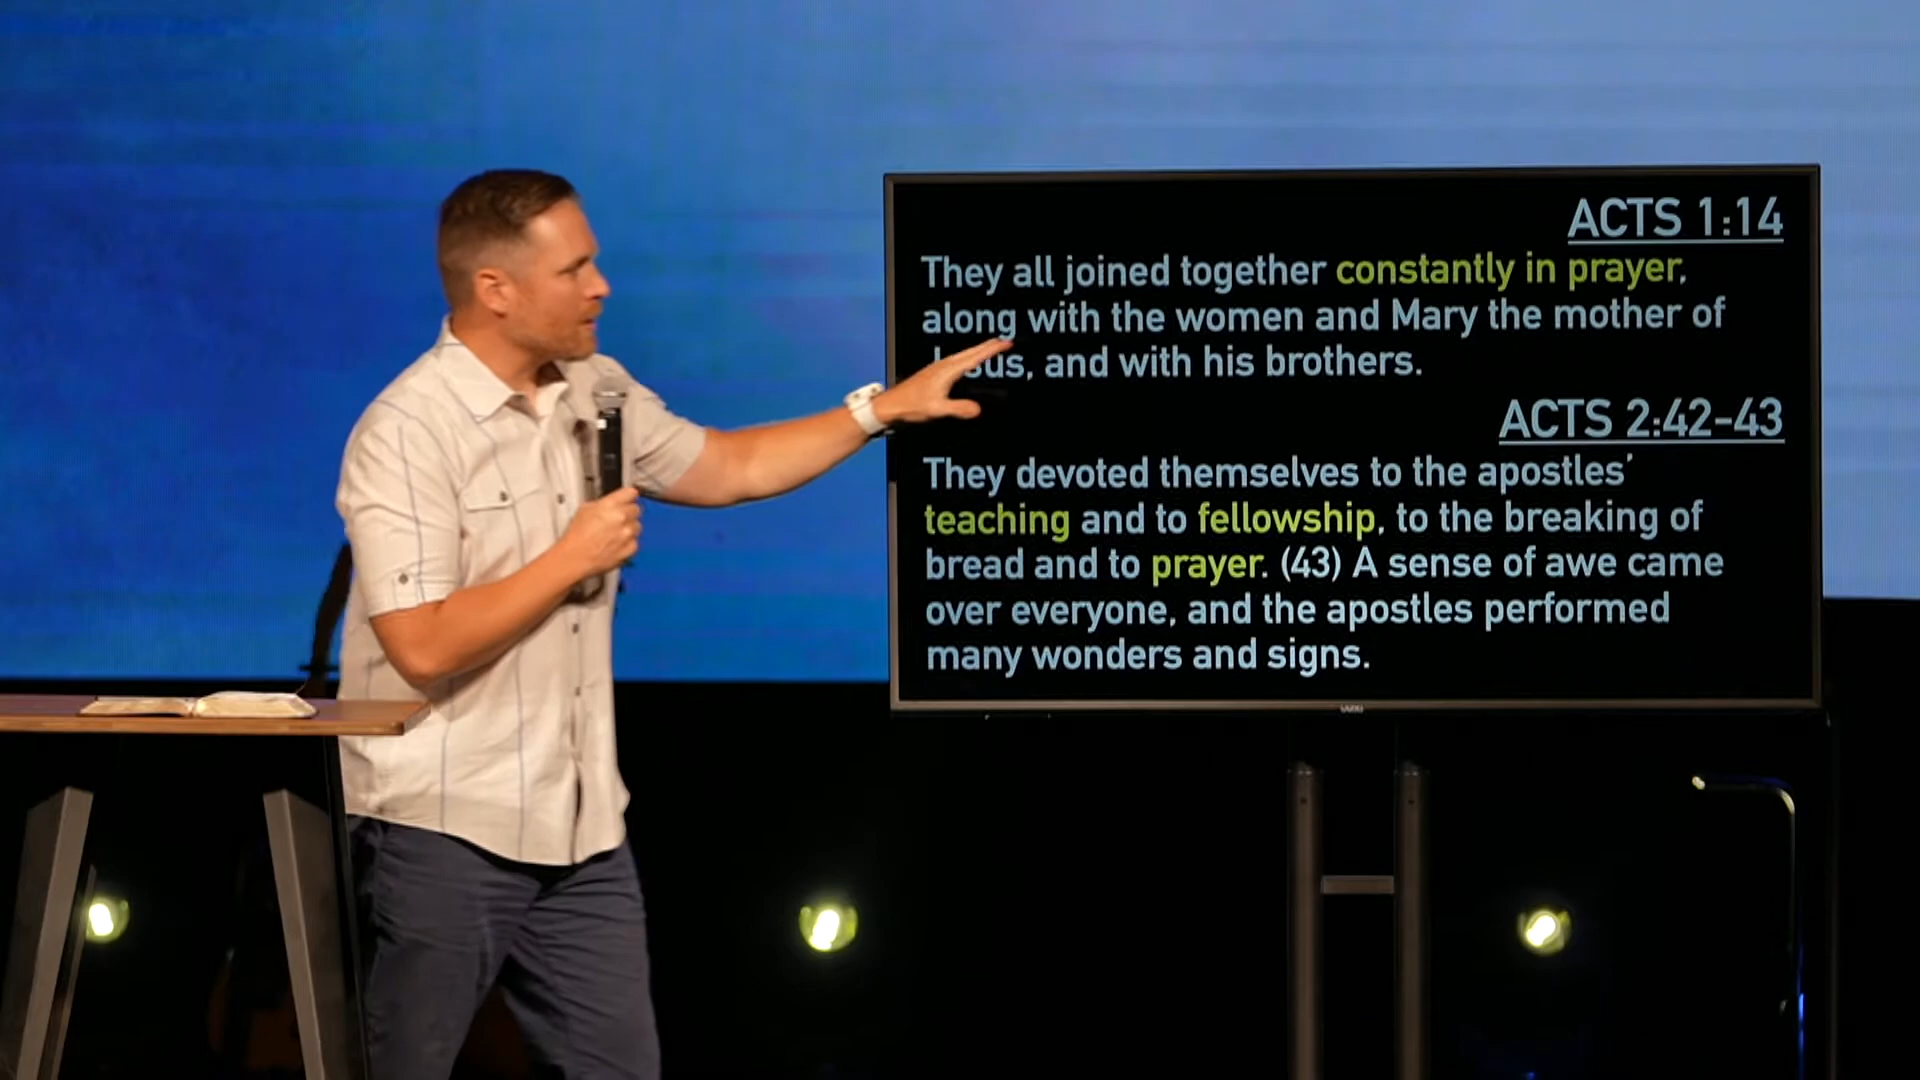 ACTS 1:14
They all joined together constantly in prayer,
along with the women and Mary the mother of
Jesus, and with his brothers.
ACTS 2:42-43
They devoted themselves to the apostles’
teaching and to fellowship, to the breaking of
bread and to prayer. (43) A sense of awe came
over everyone, and the apostles performed
many wonders and signs.